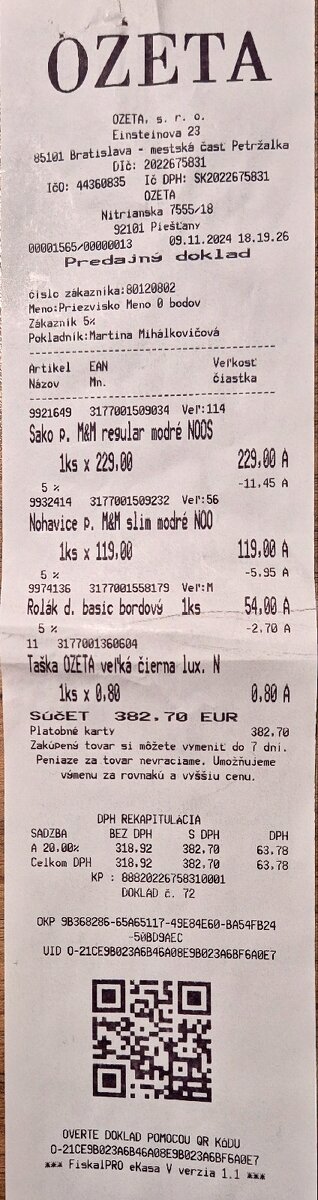 OZETA
OZETA, s. r. o.
Einsteinova 23
85101 Bratislava - mestská časť Petržalka
DIČ: 2022675831
IČO: 44360835 IČ DPH: SK2022675831
OZETA
Nitrianska 7555/18
92101 Piešťany
00001565/00000013 09.11.2024 18.19.26
Predajný doklad
Číslo zákazníka:80120802
Meno:Priezvisko Meno 0 bodov
Zákazník 5%
Pokladník:Martina Mihálkovičová
Artikel EAN Veľkosť
Názov Mn. čiastka
9921649 3177001509034 Veľ:114
Sako p. M&M regular modré NOOS
1ks x 229,00 229,00 A
5 % -11.45 A
9932414 3177001509232 Veľ:56
Nohavice p. M&M slim modré NOO
1ks x 119,00 119,00 A
5 % -5.95 A
9974136 3177001558179 Veľ:M
Rolák d. basic bordový 1ks 54,00 A
5 % -2.70 A
11 3177001360604
Taška OZETA veľká čierna lux. N
1ks x 0,80 0,80 A
SÚČET 382.70 EUR
Platobné karty 382.70
Zakúpený tovar si môžete vymeniť do 7 dní.
Peniaze za tovar nevraciame. Umožňujeme
výmenu za rovnakú a vyššiu cenu.
DPH REKAPITULÁCIA
SADZBA BEZ DPH S DPH DPH
A 20.00% 318.92 382.70 63.78
Celkom DPH 318.92 382.70 63.78
KP : 88820226758310001
DOKLAD č. 72
OKP 9B368286-65A65117-49E84E60-BA54FB24
-50BD9AEC
UID O-21CE9B023A6B46A08E9B023A6BF6A0E7
OVERTE DOKLAD POMOCOU QR KÓDU
O-21CE9B023A6B46A08E9B023A6BF6A0E7
*** FiskalPRO eKasa V verzia 1.1 ***